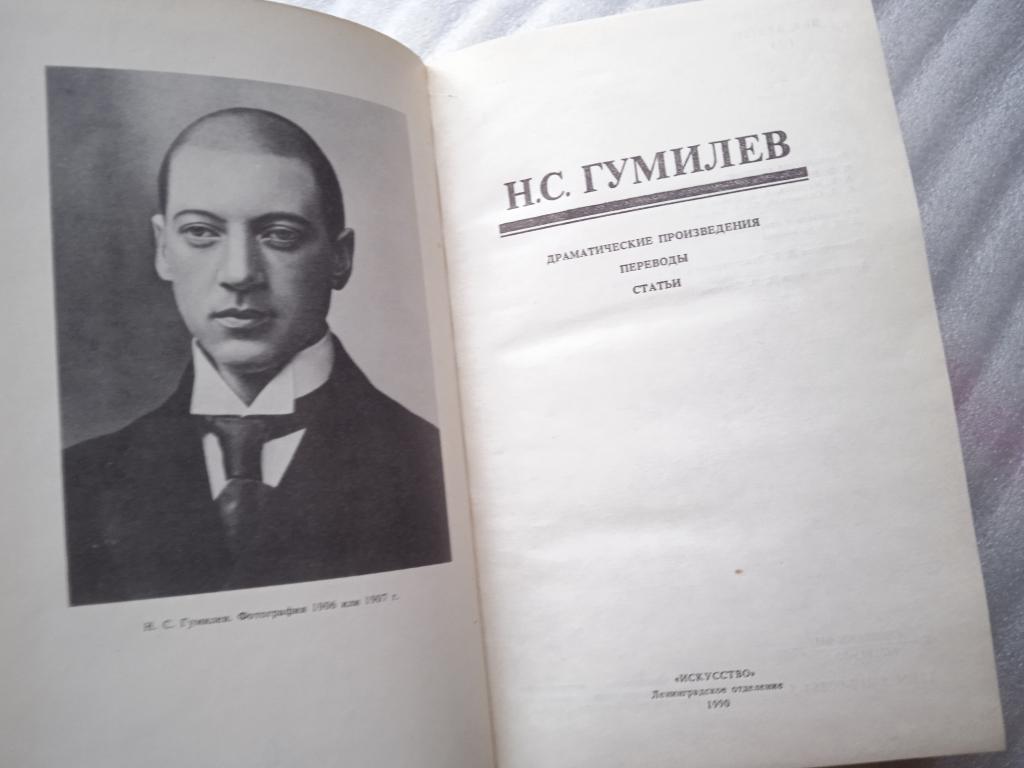 Н. С. Гумилев. Фотография 1906 или 1907 г.
Н.С. ГУМИЛЕВ
ДРАМАТИЧЕСКИЕ ПРОИЗВЕДЕНИЯ
ПЕРЕВОДЫ
СТАТЬИ
«ИСКУССТВО»
Ленинградское отделение
1990